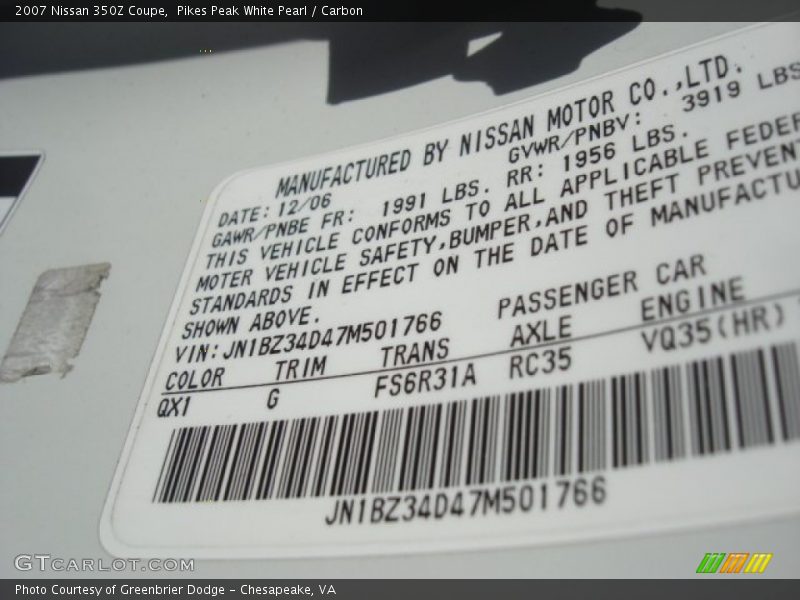 2007 Nissan 350Z Coupe,  Pikes Peak White Pearl / Carbon
MANUFACTURED BY NISSAN MOTOR CO.,LTD.
DATE:12/06 GVWR/PNBV: 3919 LBS
GAWR/PNBE FR: 1991 LBS. RR: 1956 LBS.
THIS VEHICLE CONFORMS TO ALL APPLICABLE FEDER
MOTER VEHICLE SAFETY,BUMPER,AND THEFT PREVENT
STANDARDS IN EFFECT ON THE DATE OF MANUFACTU
SHOWN ABOVE.
VIN:JN1BZ34D47M501766 PASSENGER CAR
COLOR TRIM TRANS AXLE ENGINE
QX1 G FS6R31A RC35 VQ35(HR)
JN1BZ34D47M501766
GTCARLOT.COM
Photo Courtesy of Greenbrier Dodge - Chesapeake, VA